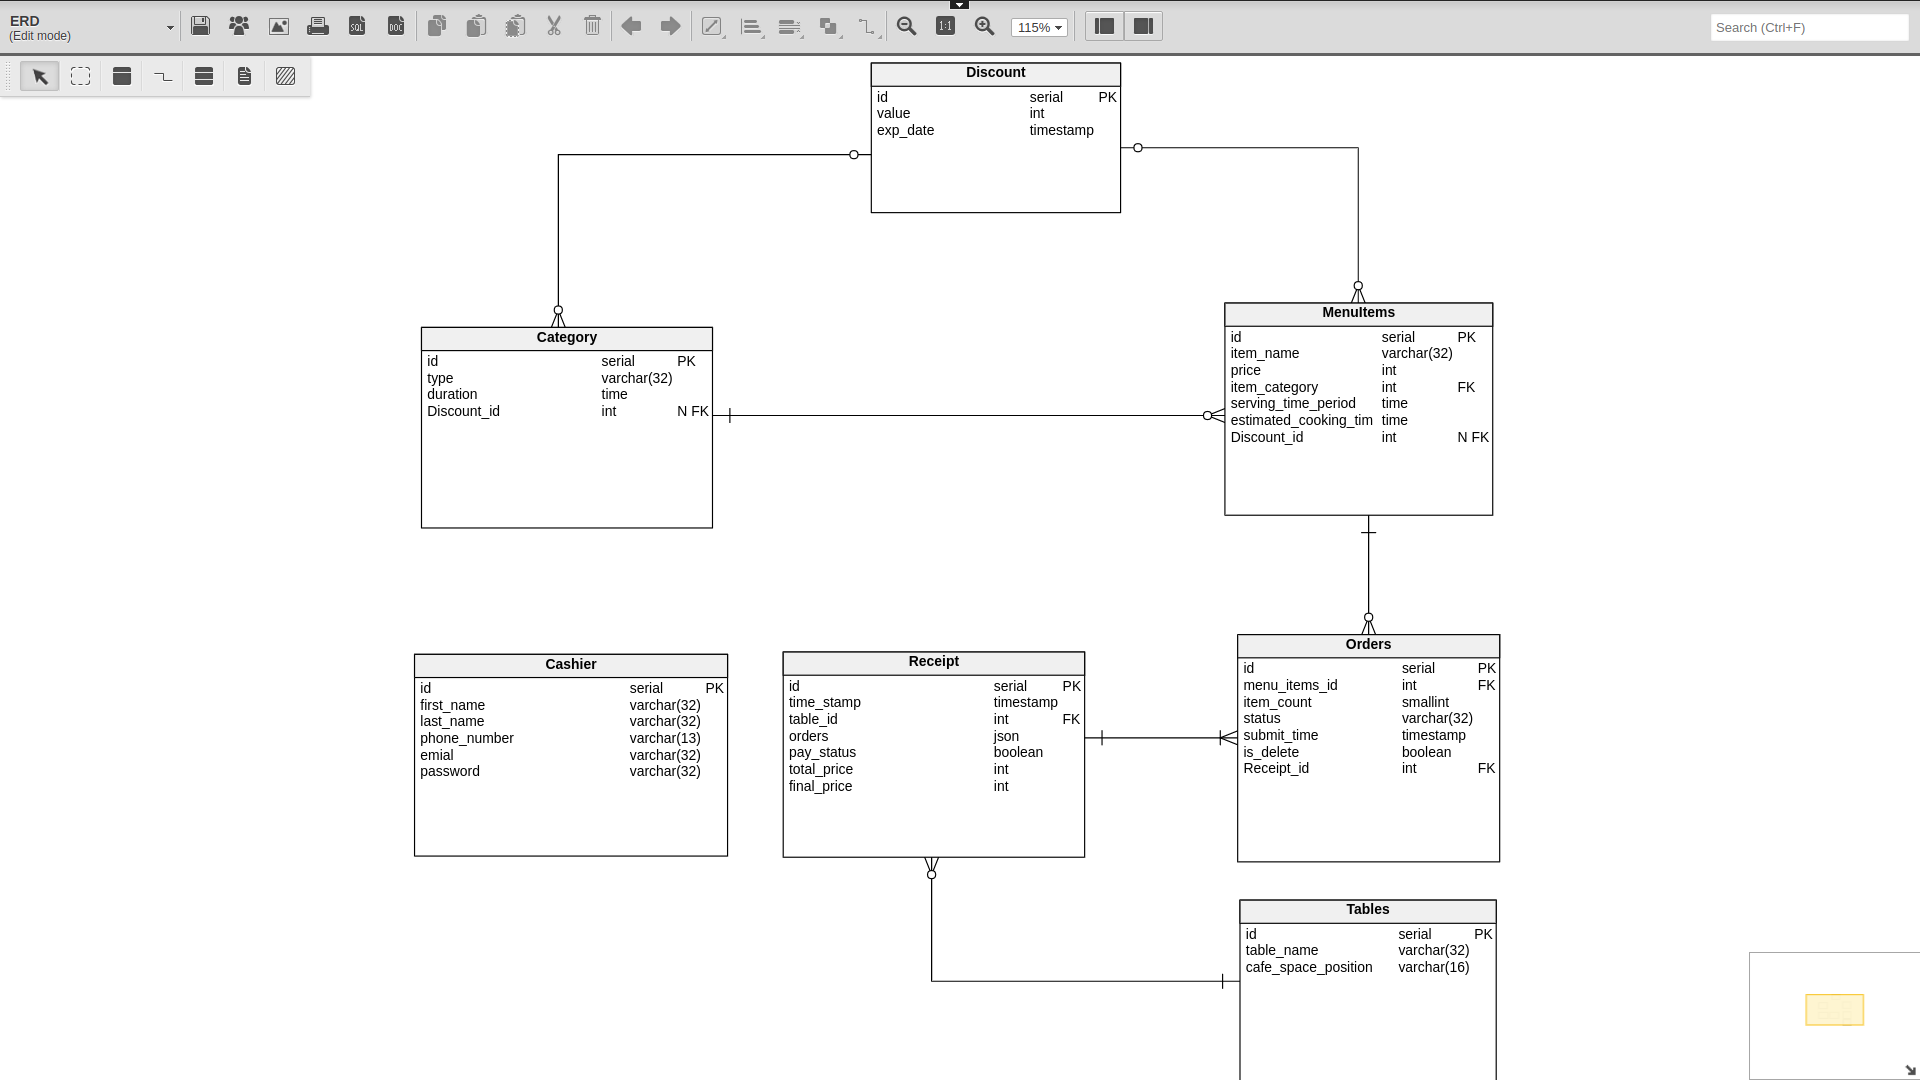 ERD
(Edit mode)
SQL
DOC
1:1
115%
Search (Ctrl+F)
Discount
id serial PK
value int
exp_date timestamp
Category
id serial PK
type varchar(32)
duration time
Discount_id int N FK
MenuItems
id serial PK
item_name varchar(32)
price int
item_category int FK
serving_time_period time
estimated_cooking_tim time
Discount_id int N FK
Cashier
id serial PK
first_name varchar(32)
last_name varchar(32)
phone_number varchar(13)
emial varchar(32)
password varchar(32)
Receipt
id serial PK
time_stamp timestamp
table_id int FK
orders json
pay_status boolean
total_price int
final_price int
Orders
id serial PK
menu_items_id int FK
item_count smallint
status varchar(32)
submit_time timestamp
is_delete boolean
Receipt_id int FK
Tables
id serial PK
table_name varchar(32)
cafe_space_position varchar(16)